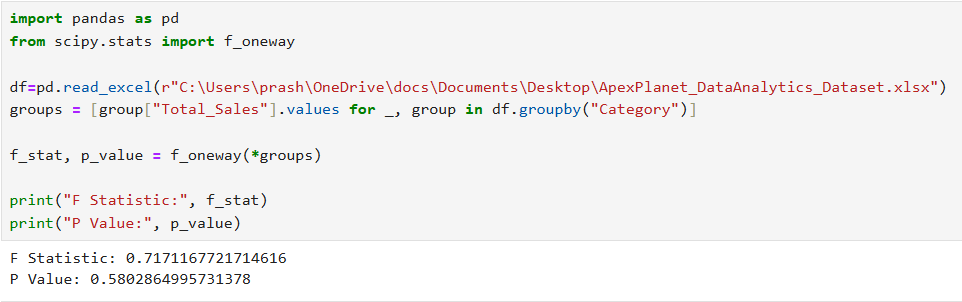 import pandas as pd
from scipy.stats import f_oneway
df=pd.read_excel(r"C:\Users\prash\OneDrive\docs\Documents\Desktop\ApexPlanet_DataAnalytics_Dataset.xlsx")
groups = [group["Total_Sales"].values for _, group in df.groupby("Category")]
f_stat, p_value = f_oneway(*groups)
print("F Statistic:", f_stat)
print("P Value:", p_value)
F Statistic: 0.7171167721714616
P Value: 0.5802864995731378